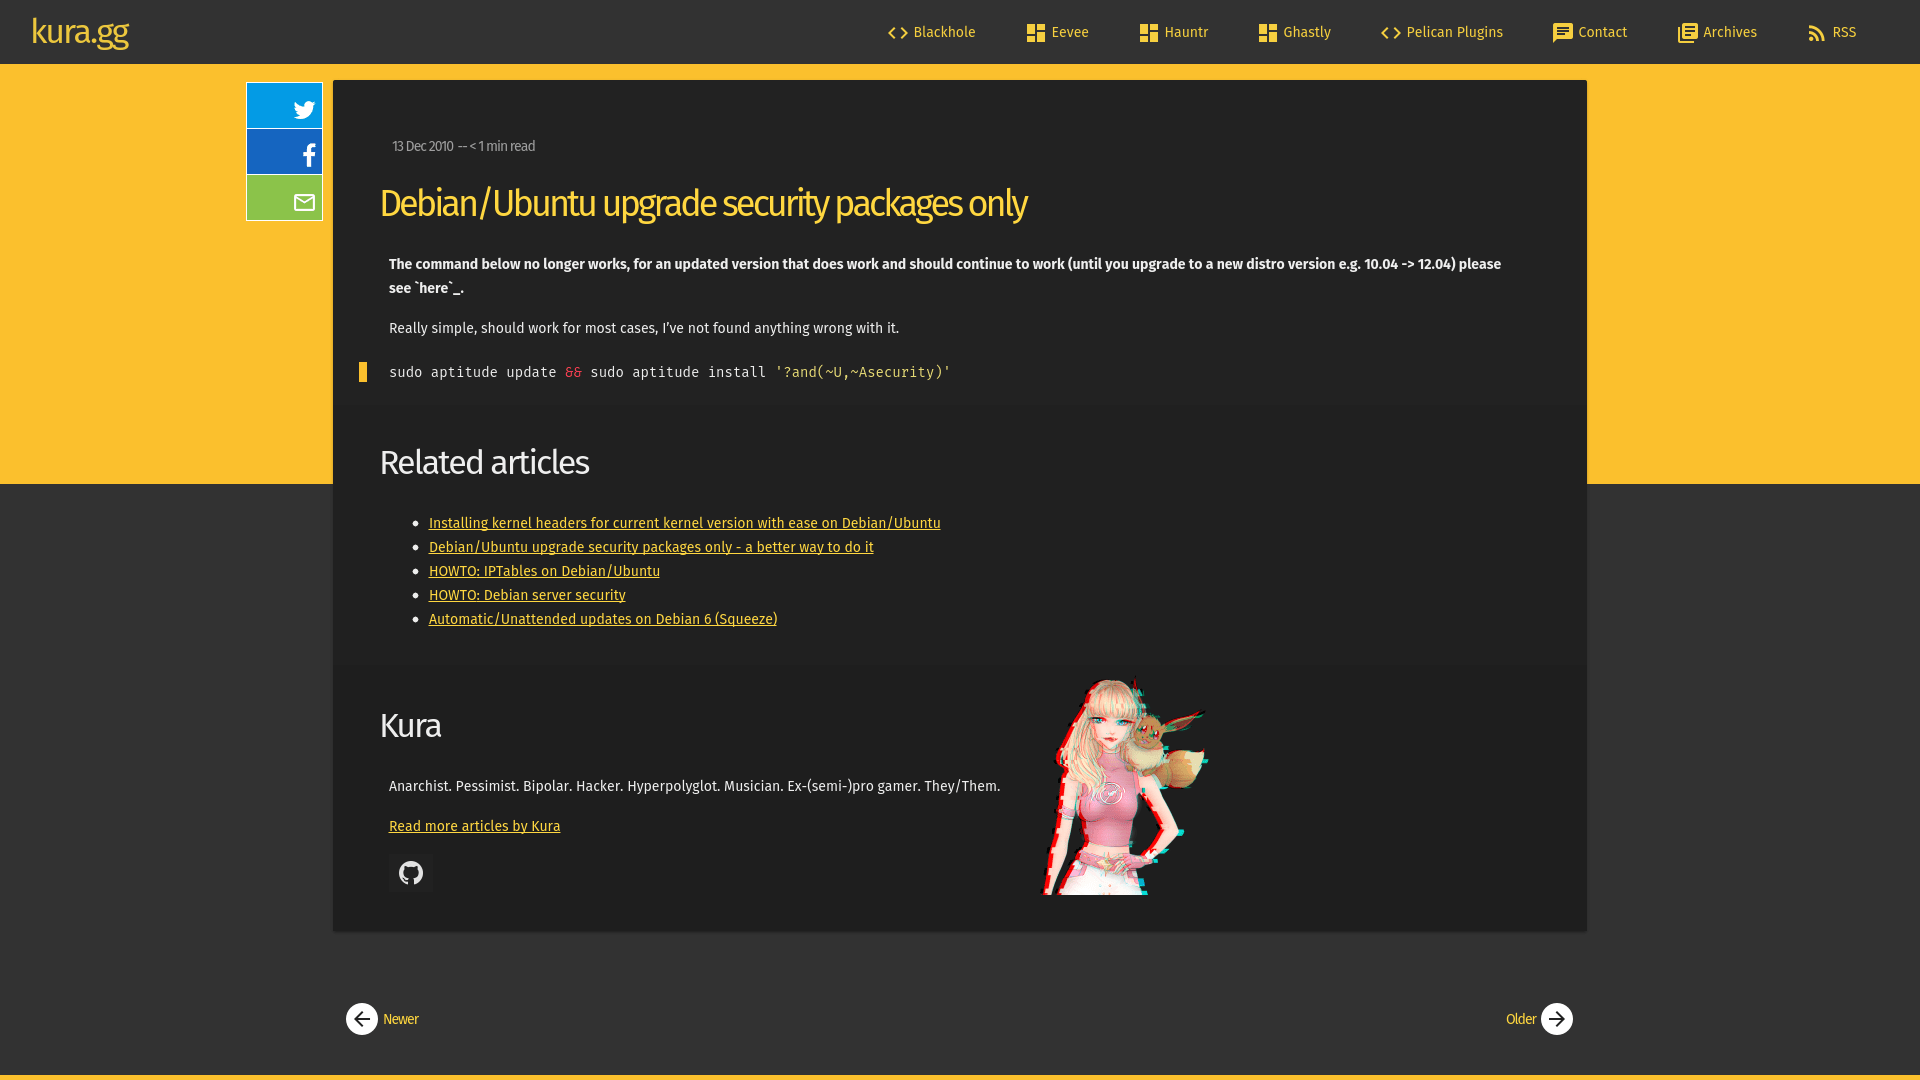 kura.gg
Blackhole
Eevee
Hauntr
Ghastly
Pelican Plugins
Contact
Archives
RSS
13 Dec 2010 -- < 1 min read
Debian/Ubuntu upgrade security packages only
The command below no longer works, for an updated version that does work and should continue to work (until you upgrade to a new distro version e.g. 10.04 -> 12.04) please
see `here`_.
Really simple, should work for most cases, I’ve not found anything wrong with it.
sudo aptitude update && sudo aptitude install '?and(~U,~Asecurity)'
Related articles
Installing kernel headers for current kernel version with ease on Debian/Ubuntu
Debian/Ubuntu upgrade security packages only - a better way to do it
HOWTO: IPTables on Debian/Ubuntu
HOWTO: Debian server security
Automatic/Unattended updates on Debian 6 (Squeeze)
Kura
Anarchist. Pessimist. Bipolar. Hacker. Hyperpolyglot. Musician. Ex-(semi-)pro gamer. They/Them.
Read more articles by Kura
Newer
Older